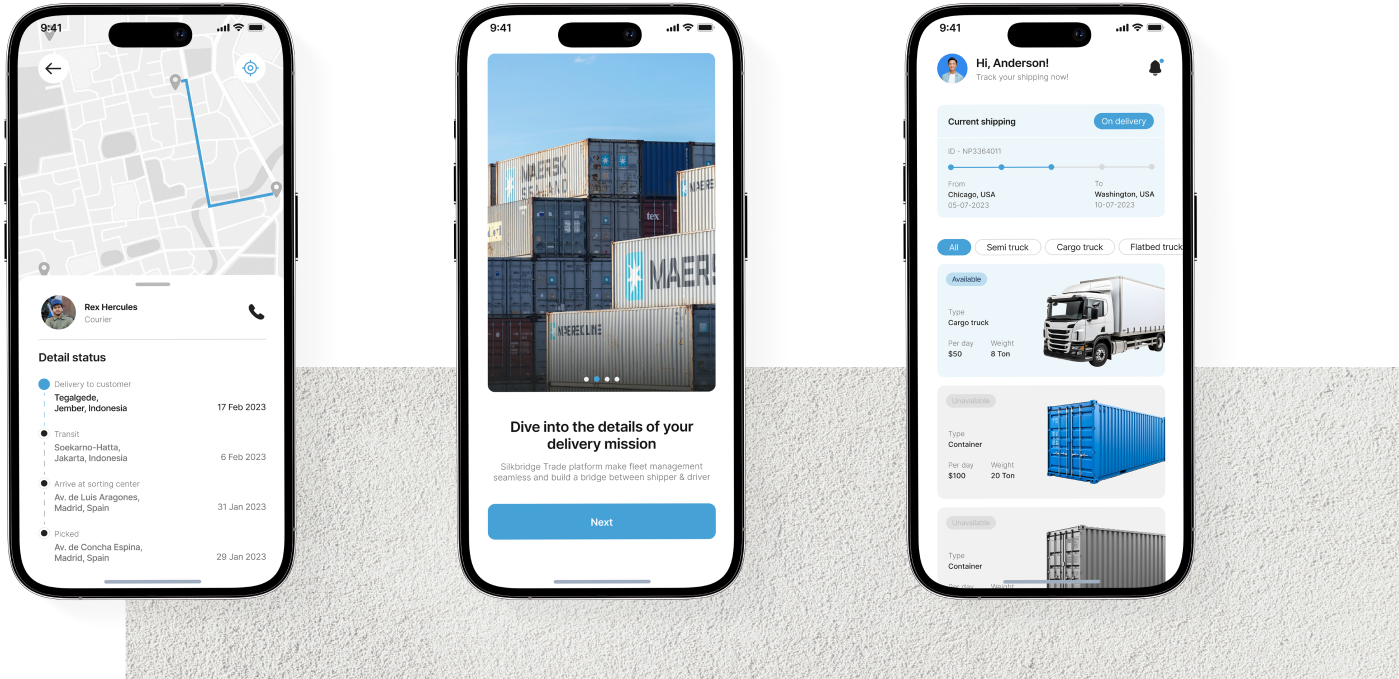 9:41
Rex Hercules
Courier
Detail status
Delivery to customer
Tegalgede,
Jember, Indonesia
17 Feb 2023
Transit
Soekarno-Hatta,
Jakarta, Indonesia
6 Feb 2023
Arrive at sorting center
Av. de Luis Aragones,
Madrid, Spain
31 Jan 2023
Picked
Av. de Concha Espina,
Madrid, Spain
29 Jan 2023
9:41
MAERSK
SEALAND
MAERS
tex
MAERS
MAERSK LINE
Dive into the details of your
delivery mission
Silkbridge Trade platform make fleet management
seamless and build a bridge between shipper & driver
Next
9:41
Hi, Anderson!
Track your shipping now!
Current shipping
On delivery
ID - NP3364011
From
To
Chicago, USA
Washington, USA
05-07-2023
10-07-2023
All
Semi truck
Cargo truck
Flatbed truck
Available
Type
Cargo truck
Per day
Weight
$50
8 Ton
Unavailable
Type
Container
Per day
Weight
$100
20 Ton
Unavailable
Type
Container
Per day
Weight